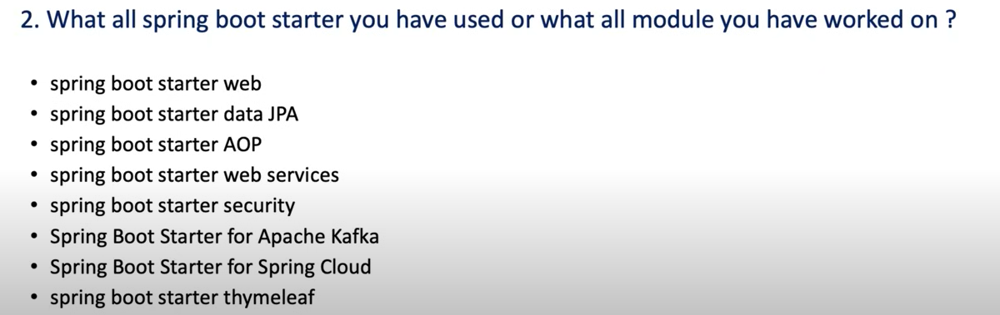 2. What all spring boot starter you have used or what all module you have worked on ?
• spring boot starter web
• spring boot starter data JPA
• spring boot starter AOP
• spring boot starter web services
• spring boot starter security
• Spring Boot Starter for Apache Kafka
• Spring Boot Starter for Spring Cloud
• spring boot starter thymeleaf